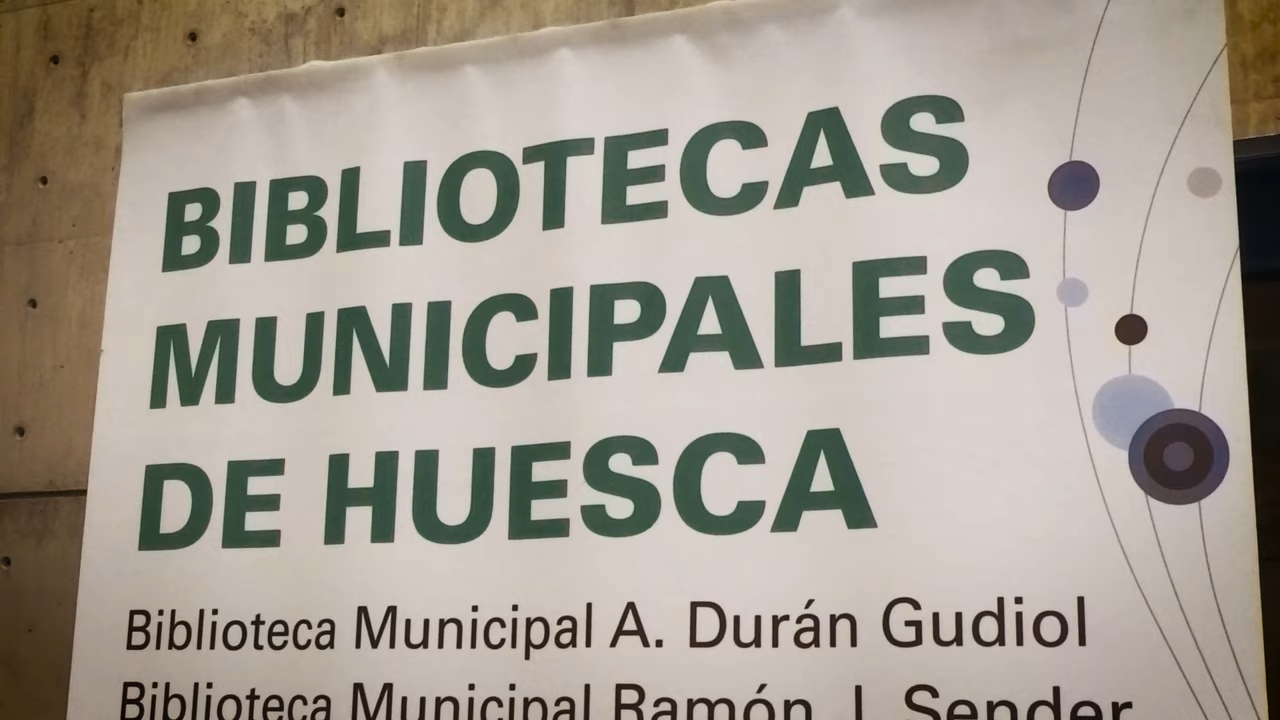 BIBLIOTECAS
MUNICIPALES
DE HUESCA
Biblioteca Municipal A. Durán Gudiol
Biblioteca Municipal Ramón J. Sender